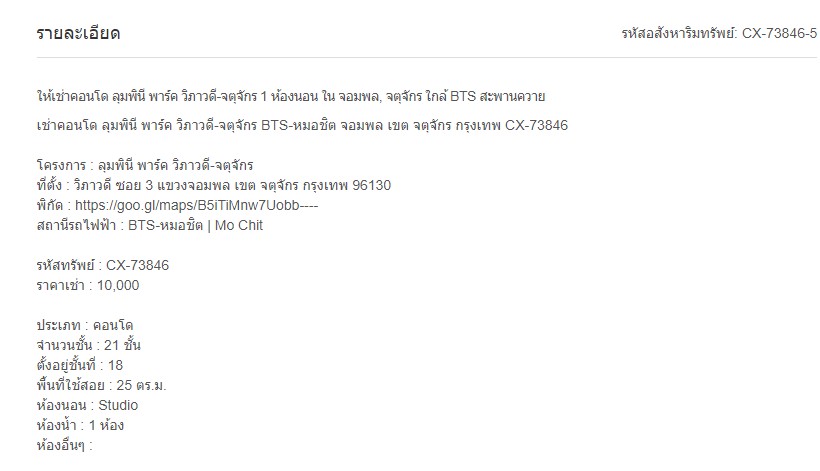 รายละเอียด
รหัสอสังหาริมทรัพย์: CX-73846-5
ให้เช่าคอนโด ลุมพินี พาร์ค วิภาวดี-จตุจักร 1 ห้องนอน ใน จอมพล, จตุจักร ใกล้ BTS สะพานควาย
เช่าคอนโด ลุมพินี พาร์ค วิภาวดี-จตุจักร BTS-หมอชิต จอมพล เขต จตุจักร กรุงเทพ CX-73846
โครงการ : ลุมพินี พาร์ค วิภาวดี-จตุจักร
ที่ตั้ง : วิภาวดี ซอย 3 แขวงจอมพล เขต จตุจักร กรุงเทพ 96130
พิกัด : https://goo.gl/maps/B5iTiMnw7Uobb----
สถานีรถไฟฟ้า : BTS-หมอชิต | Mo Chit
รหัสทรัพย์ : CX-73846
ราคาเช่า : 10,000
ประเภท : คอนโด
จำนวนชั้น : 21 ชั้น
ตั้งอยู่ชั้นที่ : 18
พื้นที่ใช้สอย : 25 ตร.ม.
ห้องนอน : Studio
ห้องน้ำ : 1 ห้อง
ห้องอื่นๆ :